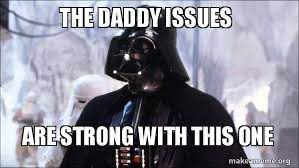 THE DADDY ISSUES
ARE STRONG WITH THIS ONE
makeameme.org